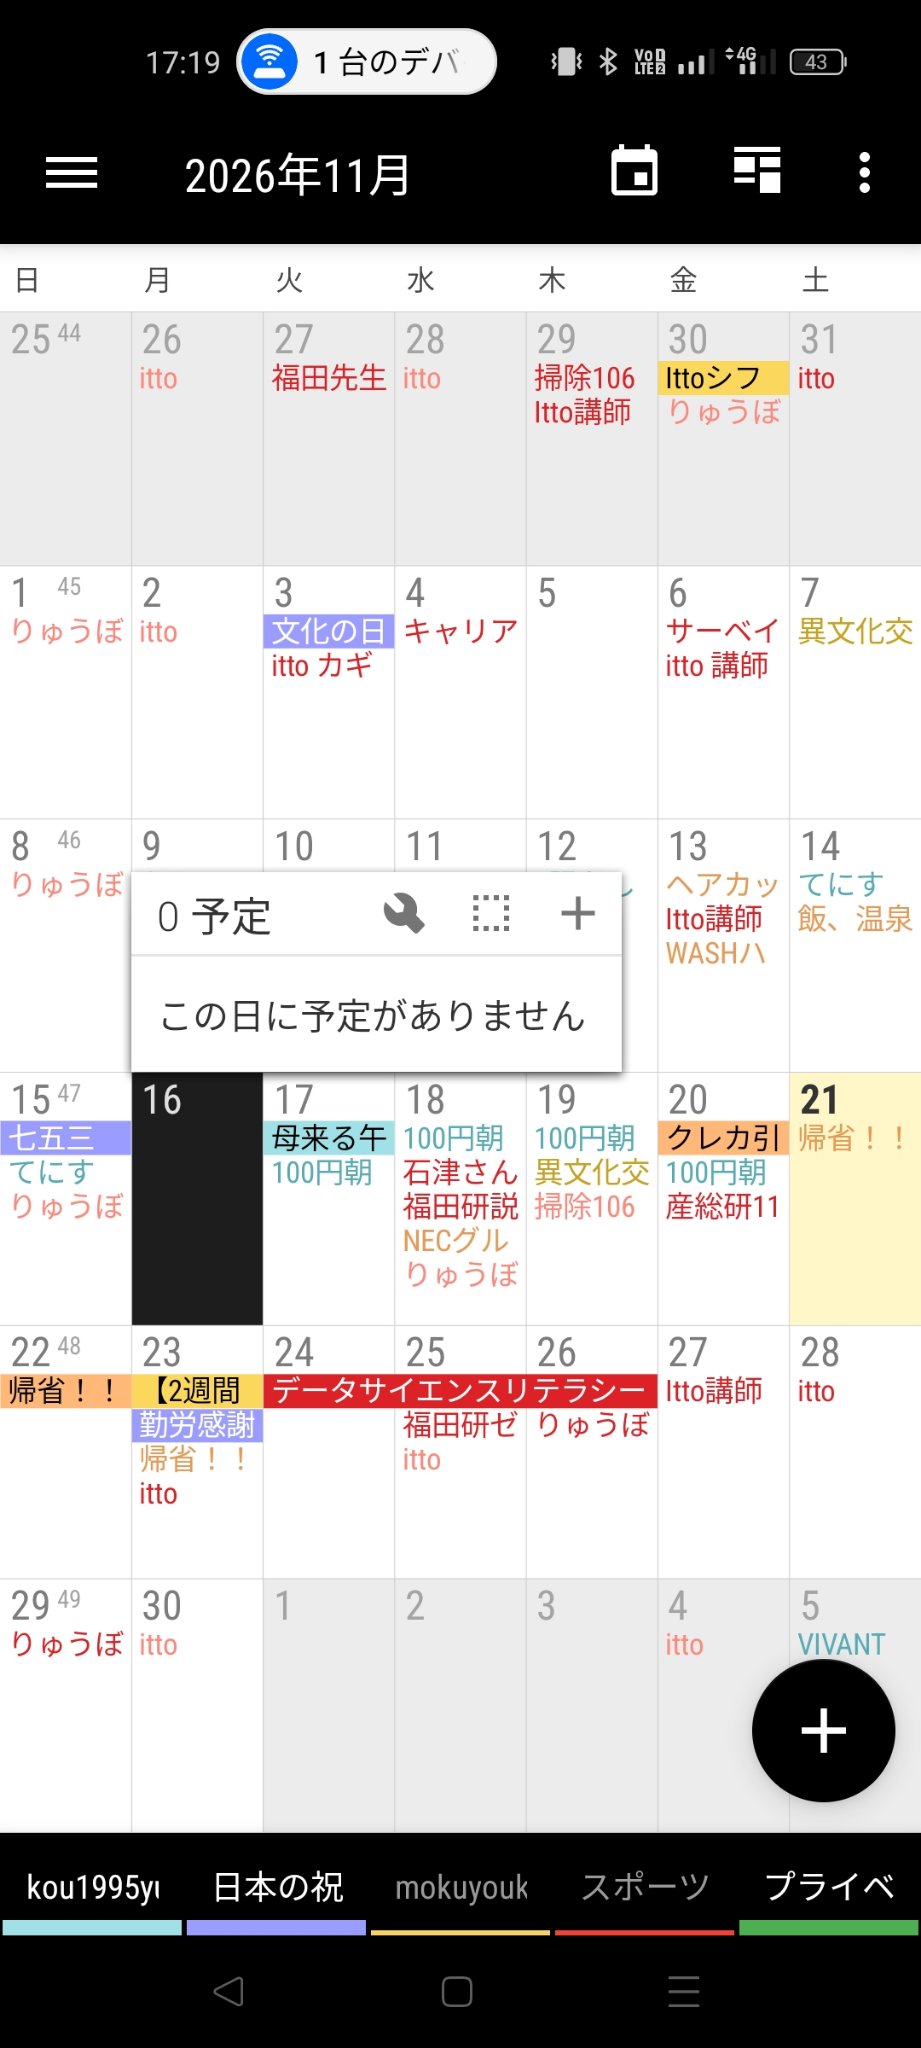 17:19 1 台のデバ 43
2026年11月
日 月 火 水 木 金 土
25 44 26 27 28 29 30 31
itto 福田先生 itto 掃除106 Ittoシフ itto
Itto講師 りゅうぼ
1 45 2 3 4 5 6 7
りゅうぼ itto 文化の日 キャリア サーベイ 異文化交
itto カギ itto 講師
8 46 9 10 11 12 13 14
りゅうぼ ヘアカッ てにす
0 予定 Itto講師 飯、温泉
WASHハ
この日に予定がありません
15 47 16 17 18 19 20 21
七五三 母来る午 100円朝 100円朝 クレカ引 帰省！！
てにす 100円朝 石津さん 異文化交 100円朝
りゅうぼ 福田研説 掃除106 産総研11
NECグル
りゅうぼ
22 48 23 24 25 26 27 28
帰省！！ 【2週間 データサイエンスリテラシー Itto講師 itto
勤労感謝 福田研ゼ りゅうぼ
帰省！！ itto
itto
29 49 30 1 2 3 4 5
りゅうぼ itto itto VIVANT
kou1995yu 日本の祝 mokuyouk スポーツ プライベ